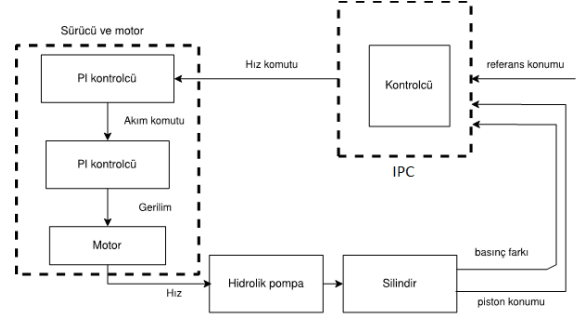 Sürücü ve motor
PI kontrolcü
Hız komutu
Kontrolcü
referans konumu
Akım komutu
PI kontrolcü
IPC
Gerilim
Motor
Hız
Hidrolik pompa
Silindir
basınç farkı
piston konumu